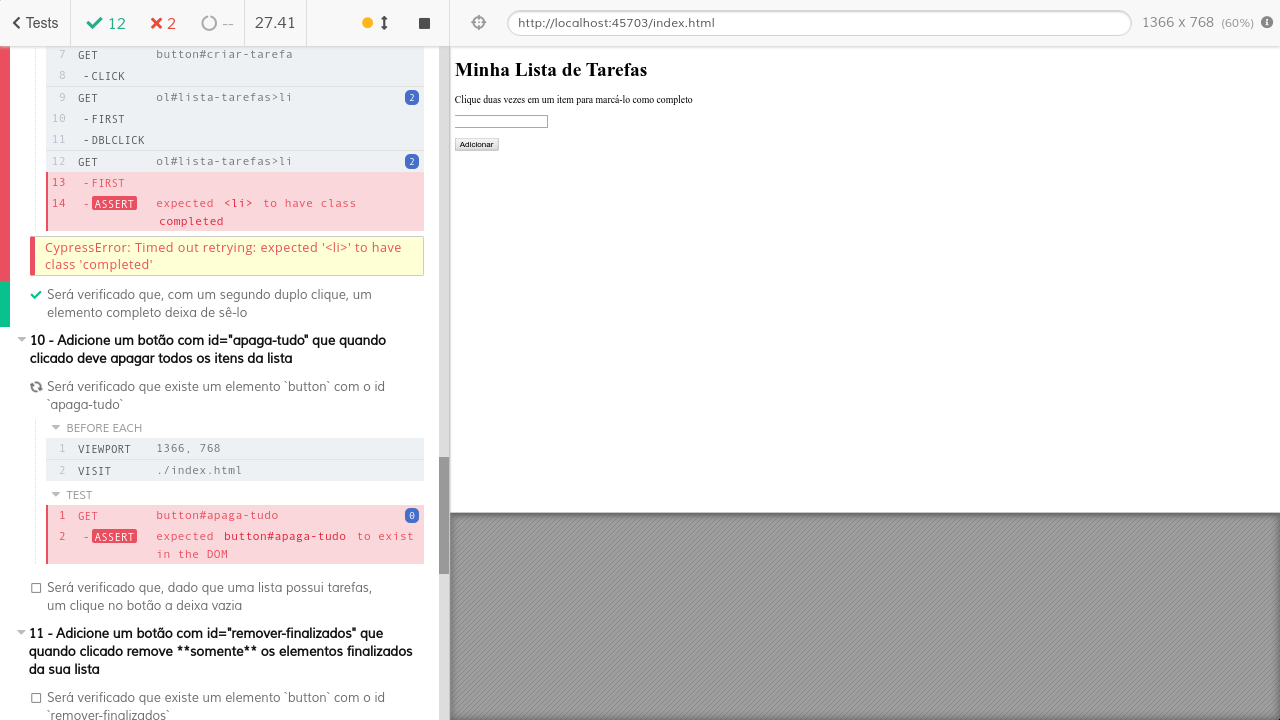 Tests 12 2 -- 27.41
http://localhost:45703/index.html 1366 x 768 (60%)
7 GET button#criar-tarefa
8 -CLICK
9 GET ol#lista-tarefas>li 2
10 -FIRST
11 -DBLCLICK
12 GET ol#lista-tarefas>li 2
13 -FIRST
14 -ASSERT expected <li> to have class
completed
CypressError: Timed out retrying: expected '<li>' to have
class 'completed'
Será verificado que, com um segundo duplo clique, um
elemento completo deixa de sê-lo
10 - Adicione um botão com id="apaga-tudo" que quando
clicado deve apagar todos os itens da lista
Será verificado que existe um elemento `button` com o id
`apaga-tudo`
BEFORE EACH
1 VIEWPORT 1366, 768
2 VISIT ./index.html
TEST
1 GET button#apaga-tudo 0
2 -ASSERT expected button#apaga-tudo to exist
in the DOM
Será verificado que, dado que uma lista possui tarefas,
um clique no botão a deixa vazia
11 - Adicione um botão com id="remover-finalizados" que
quando clicado remove **somente** os elementos finalizados
da sua lista
Será verificado que existe um elemento `button` com o id
`remover-finalizados`
Minha Lista de Tarefas
Clique duas vezes em um item para marcá-lo como completo
Adicionar